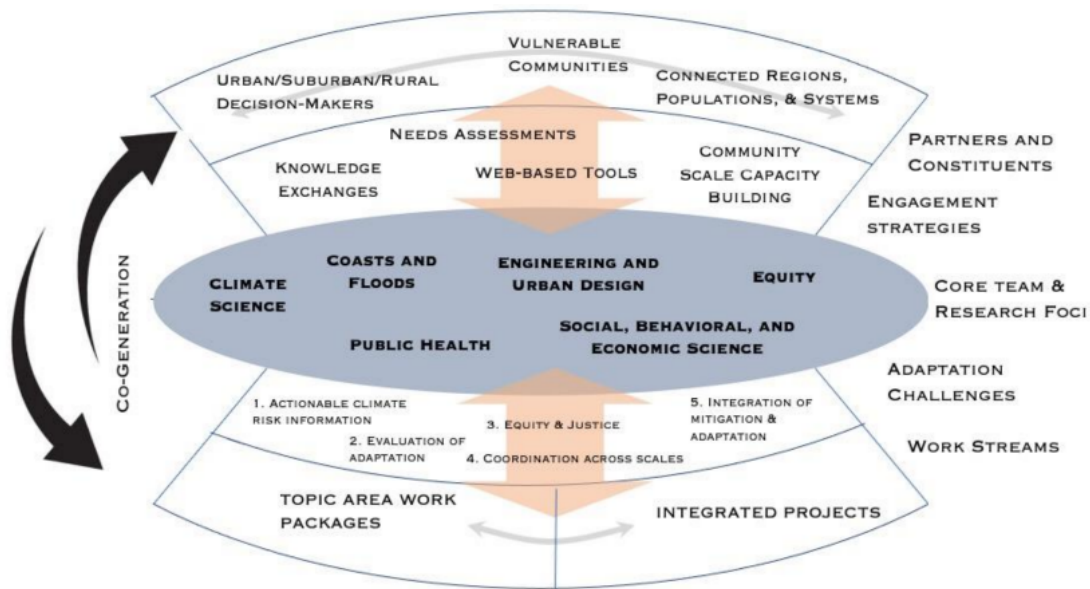 VULNERABLE
COMMUNITIES
URBAN/SUBURBAN/RURAL
DECISION-MAKERS
CONNECTED REGIONS,
POPULATIONS, & SYSTEMS
NEEDS ASSESSMENTS
KNOWLEDGE
EXCHANGES
WEB-BASED TOOLS
COMMUNITY
SCALE CAPACITY
BUILDING
PARTNERS AND
CONSTITUENTS
ENGAGEMENT
STRATEGIES
CO-GENERATION
CLIMATE
SCIENCE
COASTS AND
FLOODS
ENGINEERING AND
URBAN DESIGN
EQUITY
PUBLIC HEALTH
SOCIAL, BEHAVIORAL, AND
ECONOMIC SCIENCE
CORE TEAM &
RESEARCH FOCI
1. ACTIONABLE CLIMATE
RISK INFORMATION
2. EVALUATION OF
ADAPTATION
3. EQUITY & JUSTICE
4. COORDINATION ACROSS SCALES
5. INTEGRATION OF
MITIGATION &
ADAPTATION
ADAPTATION
CHALLENGES
WORK STREAMS
TOPIC AREA WORK
PACKAGES
INTEGRATED PROJECTS